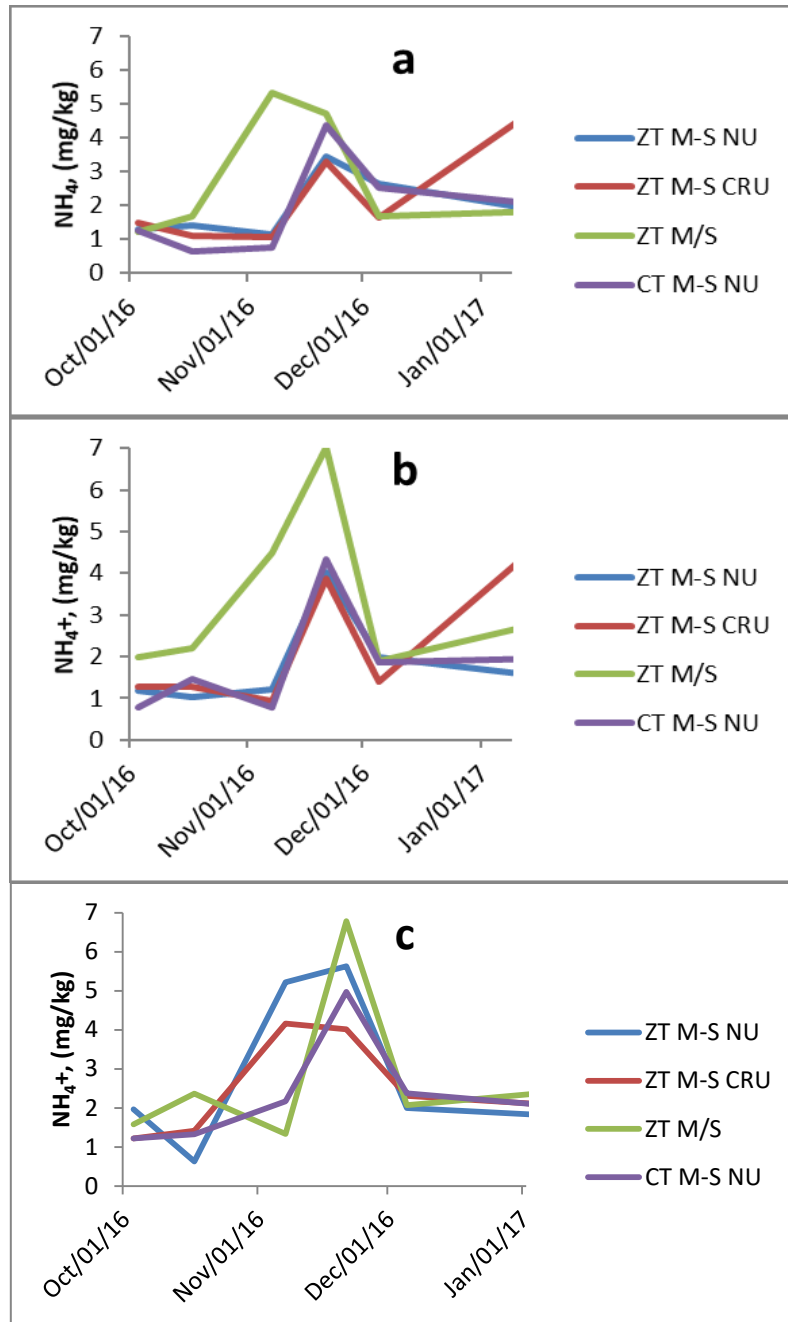 a
NH₄, (mg/kg)
7
6
5
4
3
2
1
0
Oct/01/16
Nov/01/16
Dec/01/16
Jan/01/17
ZT M-S NU
ZT M-S CRU
ZT M/S
CT M-S NU
b
NH₄+, (mg/kg)
7
6
5
4
3
2
1
0
Oct/01/16
Nov/01/16
Dec/01/16
Jan/01/17
ZT M-S NU
ZT M-S CRU
ZT M/S
CT M-S NU
c
NH₄+, (mg/kg)
7
6
5
4
3
2
1
0
Oct/01/16
Nov/01/16
Dec/01/16
Jan/01/17
ZT M-S NU
ZT M-S CRU
ZT M/S
CT M-S NU